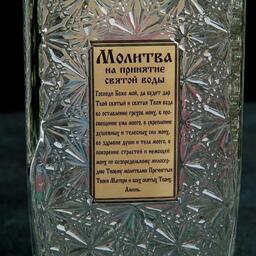 Молитва
на принятие
святой воды
Господи Боже мой, да будет дар
Твой святый и святая Твоя вода
во оставление грехов моих, в про-
свещение ума моего, в укрепление
душевных и телесных сил моих,
во здравие души и тела моего, в
покорение страстей и немощей
моих по безпредельному милосер-
дию Твоему молитвами Пречистыя
Твоея Матери и всех святых Твоих.
Аминь.